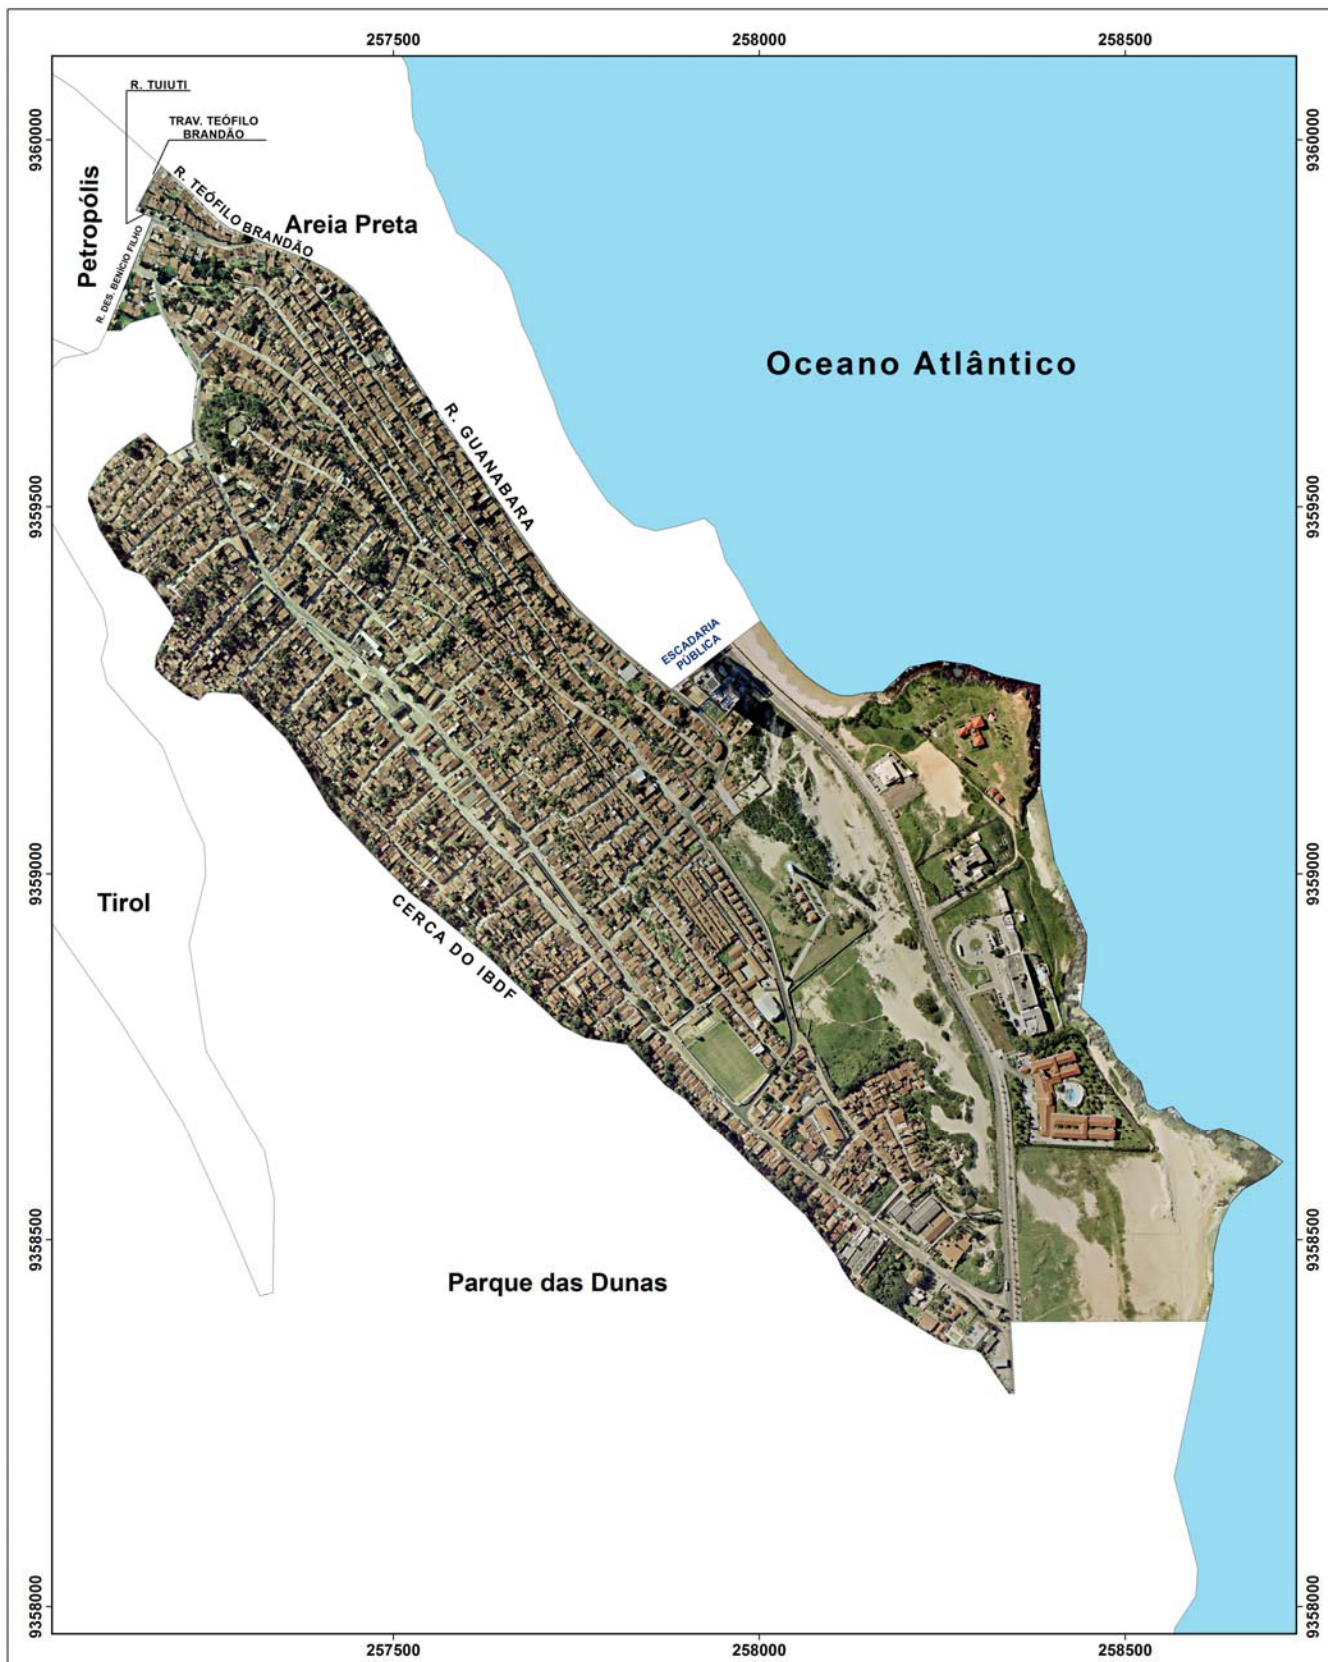 257500
258000
258500
9360000
9360000
R. TUIUTI
TRAV. TEÓFILO
BRANDÃO
R. TEÓFILO BRANDÃO
Petropólis
Areia Preta
R. DES. BENÍCIO FILHO
Oceano Atlântico
R. GUANABARA
9359500
9359500
ESCADARIA
PÚBLICA
9359000
9359000
Tirol
CERCA DO IBDF
9358500
9358500
Parque das Dunas
9358000
9358000
257500
258000
258500